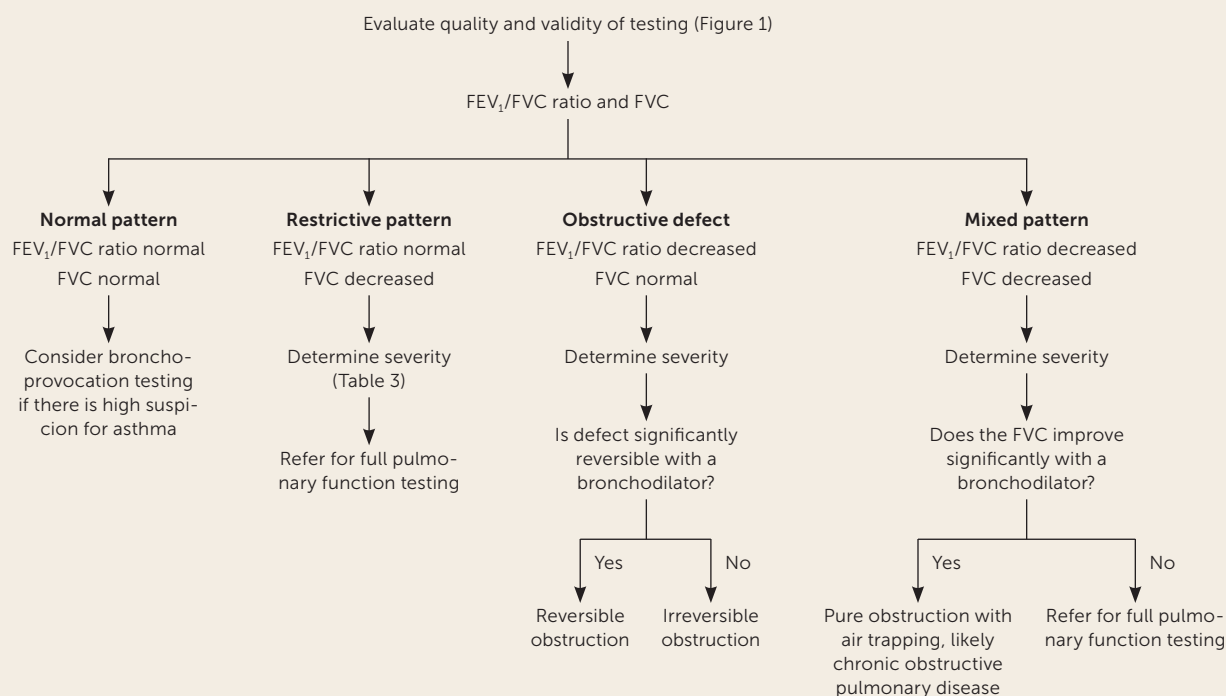 Evaluate quality and validity of testing (Figure 1)
FEV₁/FVC ratio and FVC
Normal pattern
FEV₁/FVC ratio normal
FVC normal
Consider broncho-
provocation testing
if there is high suspi-
cion for asthma
Restrictive pattern
FEV₁/FVC ratio normal
FVC decreased
Determine severity
(Table 3)
Refer for full pulmo-
nary function testing
Obstructive defect
FEV₁/FVC ratio decreased
FVC normal
Determine severity
Is defect significantly
reversible with a
bronchodilator?
Yes
Reversible
obstruction
No
Irreversible
obstruction
Mixed pattern
FEV₁/FVC ratio decreased
FVC decreased
Determine severity
Does the FVC improve
significantly with a
bronchodilator?
Yes
Pure obstruction with
air trapping, likely
chronic obstructive
pulmonary disease
No
Refer for full pulmo-
nary function testing